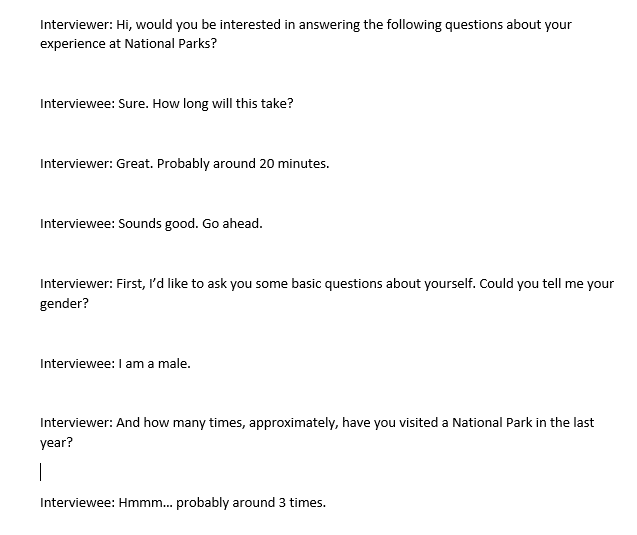 Interviewer: Hi, would you be interested in answering the following questions about your
experience at National Parks?
Interviewee: Sure. How long will this take?
Interviewer: Great. Probably around 20 minutes.
Interviewee: Sounds good. Go ahead.
Interviewer: First, I’d like to ask you some basic questions about yourself. Could you tell me your
gender?
Interviewee: I am a male.
Interviewer: And how many times, approximately, have you visited a National Park in the last
year?
Interviewee: Hmmm... probably around 3 times.